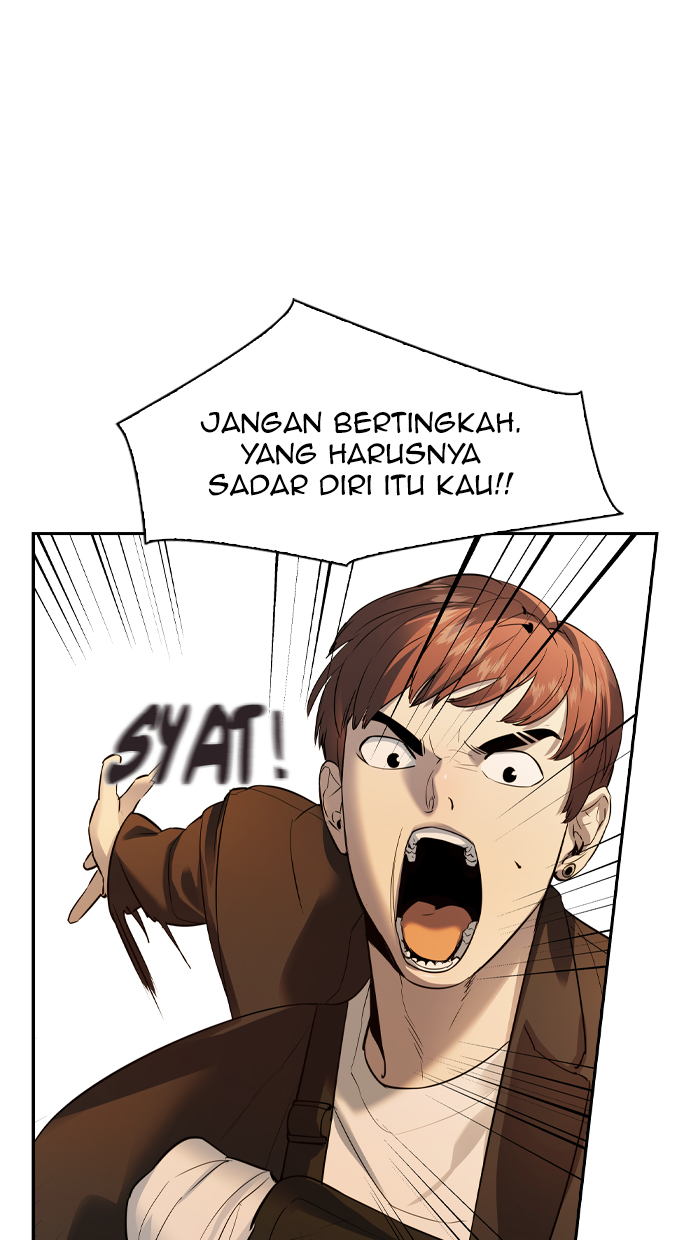 JANGAN BERTINGKAH.
YANG HARUSNYA
SADAR DIRI ITU KAU!!
SYAT!